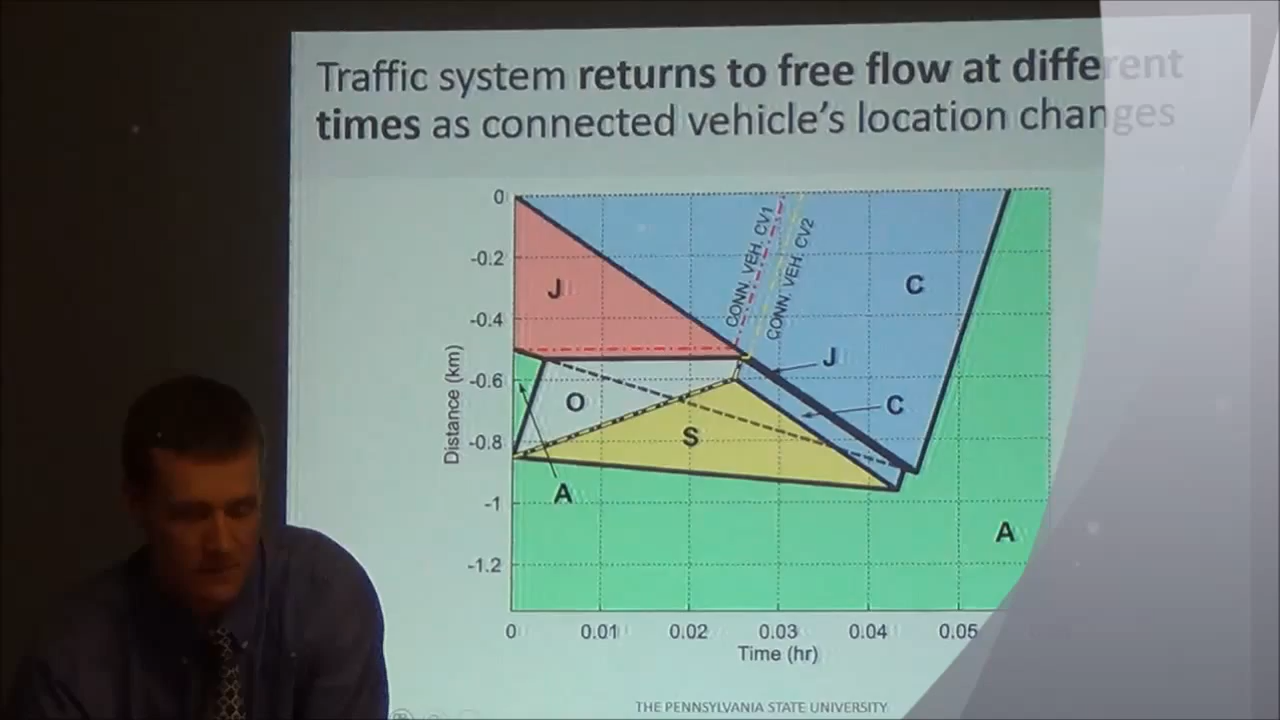 Traffic system returns to free flow at different
times as connected vehicle's location changes
0
-0.2
-0.4
-0.6
-0.8
-1
-1.2
Distance (km)
J
CONN. VEH. CV1
CONN. VEH. CV2
C
J
C
O
S
A
A
0 0.01 0.02 0.03 0.04 0.05
Time (hr)
THE PENNSYLVANIA STATE UNIVERSITY